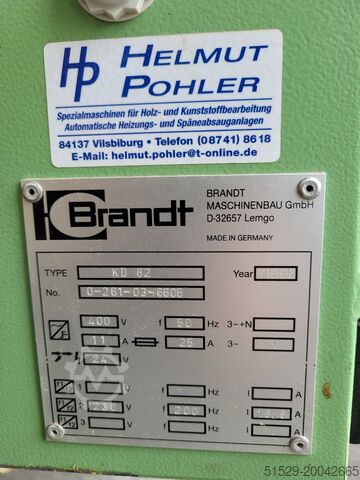 HP HELMUT
POHLER
Spezialmaschinen für Holz- und Kunststoffbearbeitung
Automatische Heizungs- und Späneabsauganlagen
84137 Vilsbiburg • Telefon (08741) 8618
E-Mail: helmut.pohler@t-online.de
Brandt
BRANDT
MASCHINENBAU GmbH
D-32657 Lemgo
MADE IN GERMANY
TYPE KD 82 Year
No. 0-261-03-6606
400 V f 50 Hz 3~+N
11 A 25 A 3~
24 V
1 V Hz I A
2 230 V 200 Hz I A
3 V Hz I A
51529-20042665